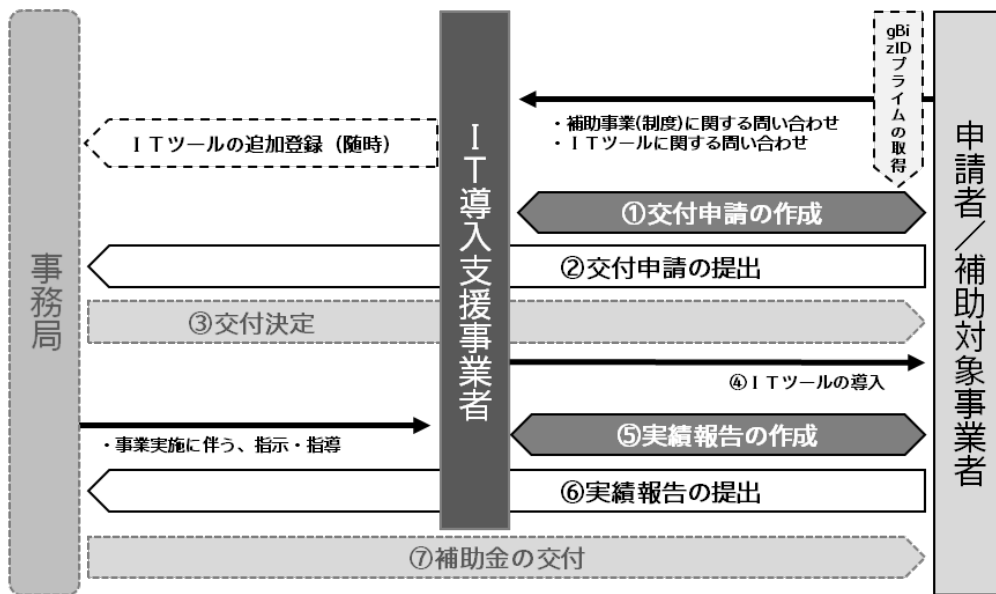 gBi
zID
プライムの取得
・補助事業(制度)に関する問い合わせ
・ＩＴツールに関する問い合わせ
ＩＴツールの追加登録（随時）
事務局
ＩＴ導入支援事業者
申請者／補助対象事業者
①交付申請の作成
②交付申請の提出
③交付決定
④ＩＴツールの導入
・事業実施に伴う、指示・指導
⑤実績報告の作成
⑥実績報告の提出
⑦補助金の交付